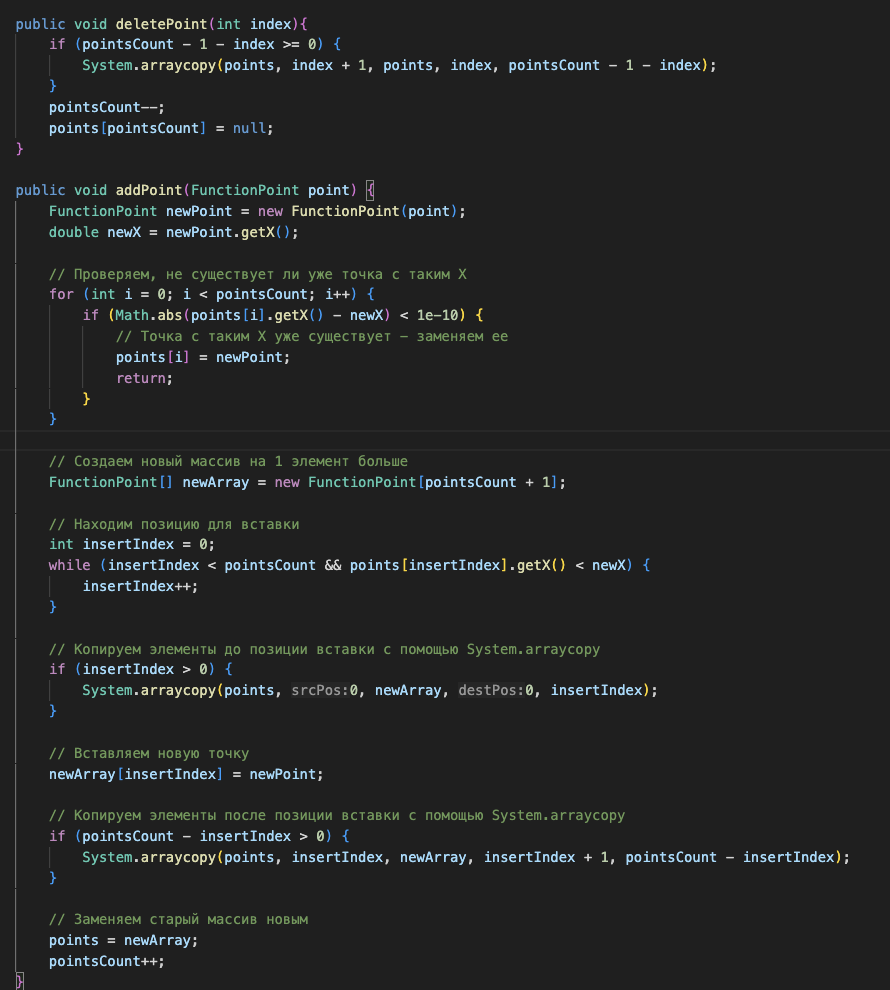 public void deletePoint(int index){
    if (pointsCount - 1 - index >= 0) {
        System.arraycopy(points, index + 1, points, index, pointsCount - 1 - index);
    }
    pointsCount--;
    points[pointsCount] = null;
}

public void addPoint(FunctionPoint point) {
    FunctionPoint newPoint = new FunctionPoint(point);
    double newX = newPoint.getX();

    // Проверяем, не существует ли уже точка с таким X
    for (int i = 0; i < pointsCount; i++) {
        if (Math.abs(points[i].getX() - newX) < 1e-10) {
            // Точка с таким X уже существует – заменяем ее
            points[i] = newPoint;
            return;
        }
    }

    // Создаем новый массив на 1 элемент больше
    FunctionPoint[] newArray = new FunctionPoint[pointsCount + 1];

    // Находим позицию для вставки
    int insertIndex = 0;
    while (insertIndex < pointsCount && points[insertIndex].getX() < newX) {
        insertIndex++;
    }

    // Копируем элементы до позиции вставки с помощью System.arraycopy
    if (insertIndex > 0) {
        System.arraycopy(points, srcPos:0, newArray, destPos:0, insertIndex);
    }

    // Вставляем новую точку
    newArray[insertIndex] = newPoint;

    // Копируем элементы после позиции вставки с помощью System.arraycopy
    if (pointsCount - insertIndex > 0) {
        System.arraycopy(points, insertIndex, newArray, insertIndex + 1, pointsCount - insertIndex);
    }

    // Заменяем старый массив новым
    points = newArray;
    pointsCount++;
}